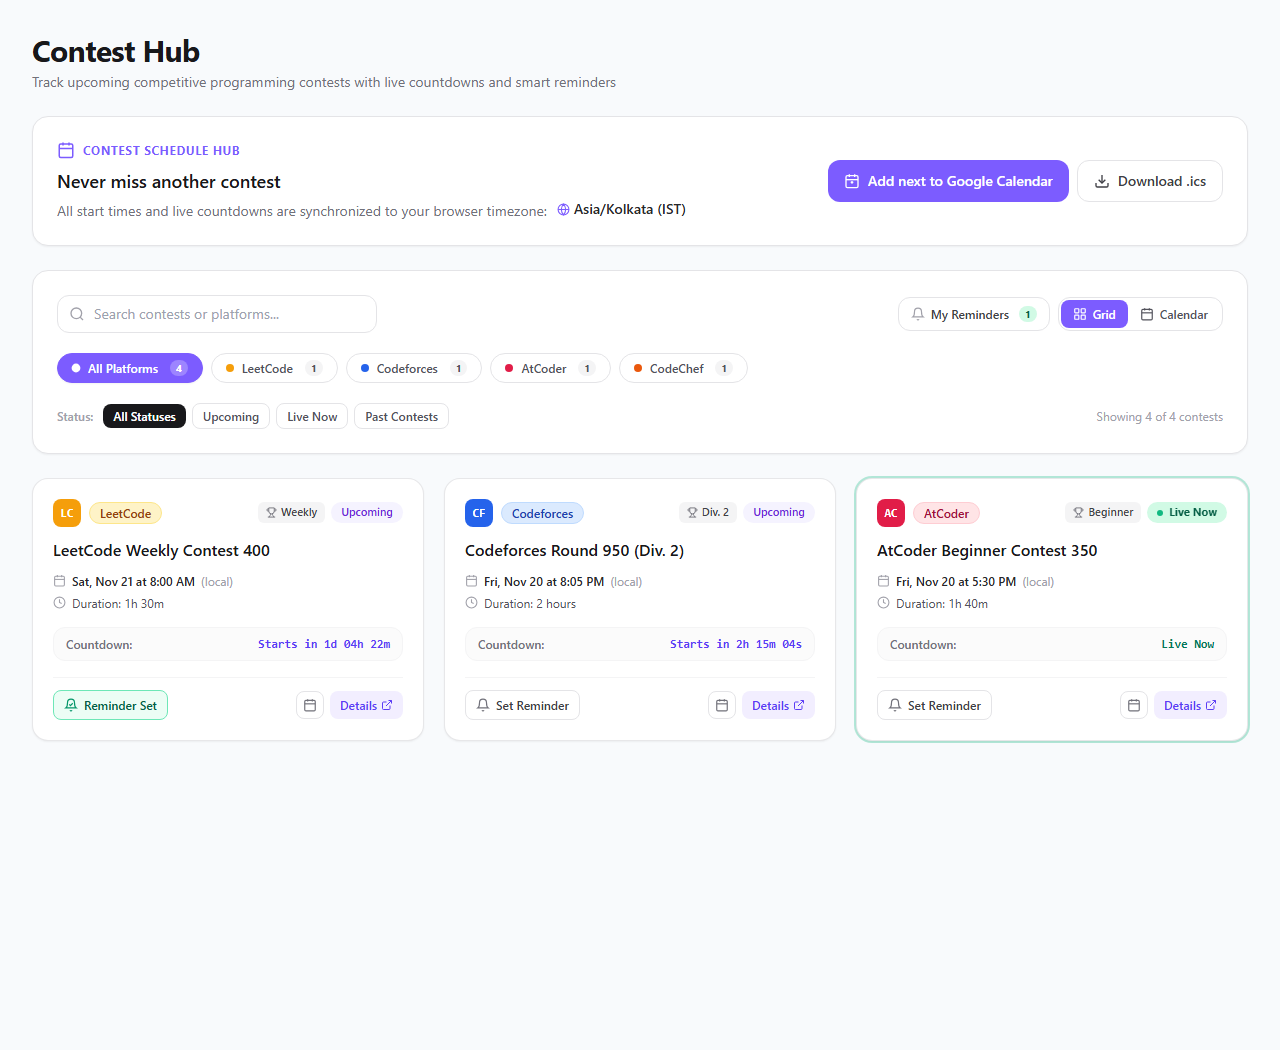 Contest Hub
Track upcoming competitive programming contests with live countdowns and smart reminders
CONTEST SCHEDULE HUB
Never miss another contest
All start times and live countdowns are synchronized to your browser timezone: Asia/Kolkata (IST)
Add next to Google Calendar
Download .ics
Search contests or platforms...
My Reminders 1
Grid
Calendar
All Platforms 4
LeetCode 1
Codeforces 1
AtCoder 1
CodeChef 1
Status: All Statuses Upcoming Live Now Past Contests
Showing 4 of 4 contests
LC LeetCode Weekly Upcoming
LeetCode Weekly Contest 400
Sat, Nov 21 at 8:00 AM (local)
Duration: 1h 30m
Countdown: Starts in 1d 04h 22m
Reminder Set Details
CF Codeforces Div. 2 Upcoming
Codeforces Round 950 (Div. 2)
Fri, Nov 20 at 8:05 PM (local)
Duration: 2 hours
Countdown: Starts in 2h 15m 04s
Set Reminder Details
AC AtCoder Beginner Live Now
AtCoder Beginner Contest 350
Fri, Nov 20 at 5:30 PM (local)
Duration: 1h 40m
Countdown: Live Now
Set Reminder Details